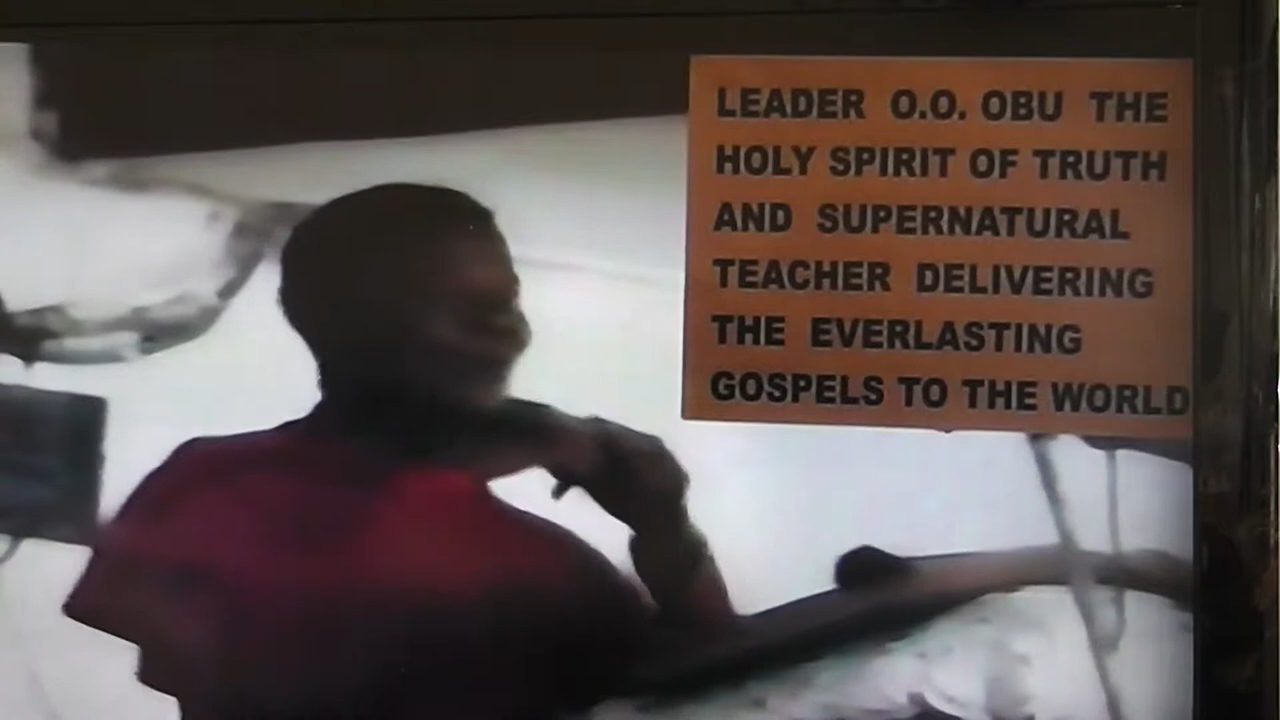 LEADER O.O. OBU THE
HOLY SPIRIT OF TRUTH
AND SUPERNATURAL
TEACHER DELIVERING
THE EVERLASTING
GOSPELS TO THE WORLD